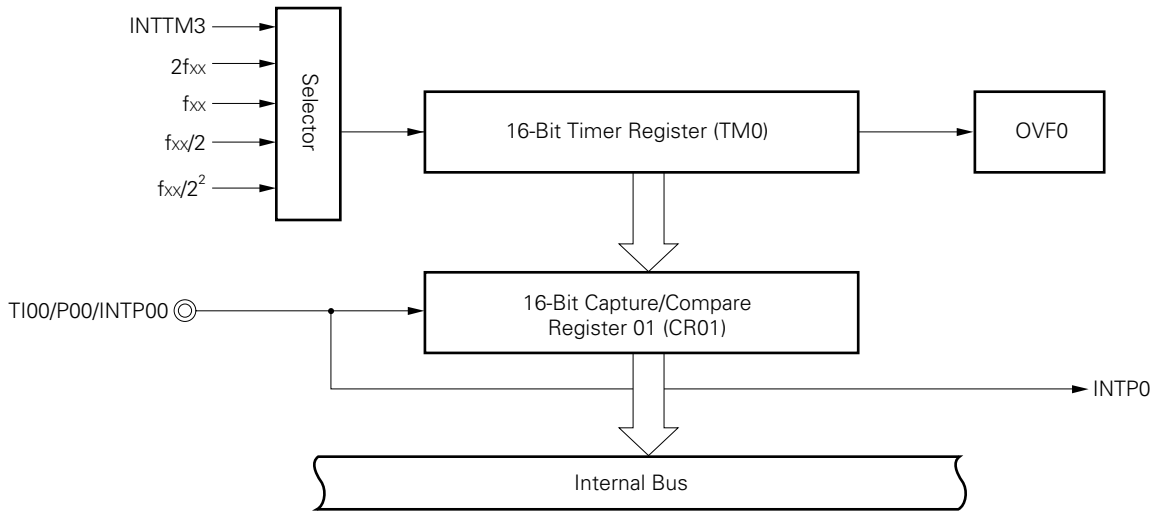 INTTM3
2fxx
fxx
fxx/2
fxx/2²
Selector
16-Bit Timer Register (TM0)
OVF0
TI00/P00/INTP00
16-Bit Capture/Compare
Register 01 (CR01)
INTP0
Internal Bus